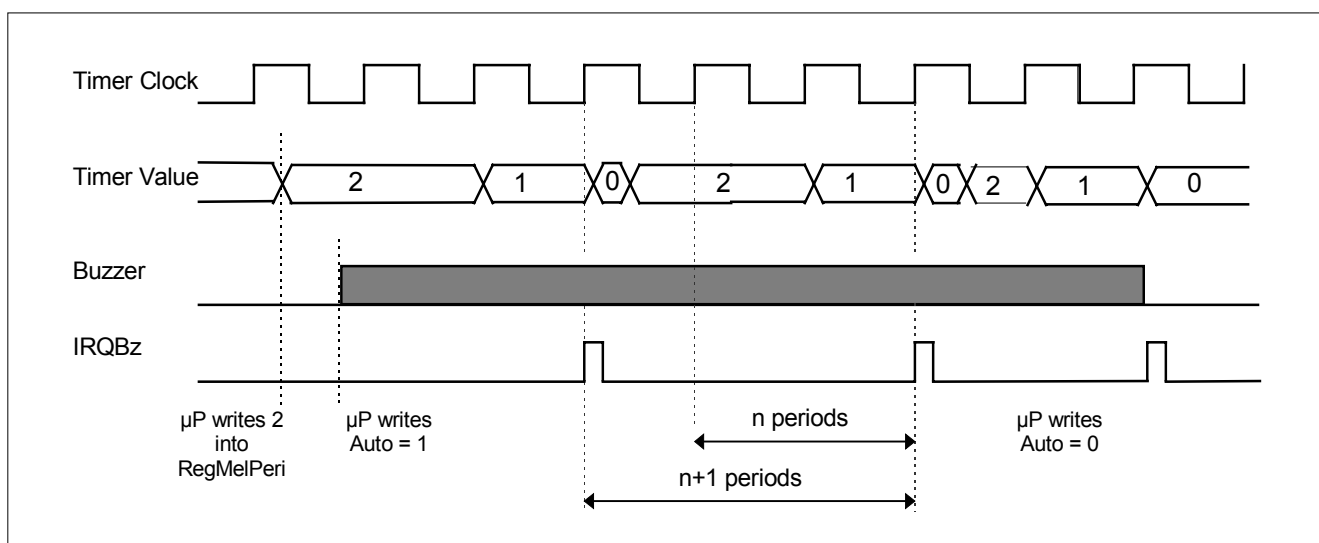 Timer Clock
Timer Value
2
1
0
2
1
0
2
1
0
Buzzer
IRQBz
µP writes 2
into
RegMelPeri
µP writes
Auto = 1
n periods
n+1 periods
µP writes
Auto = 0